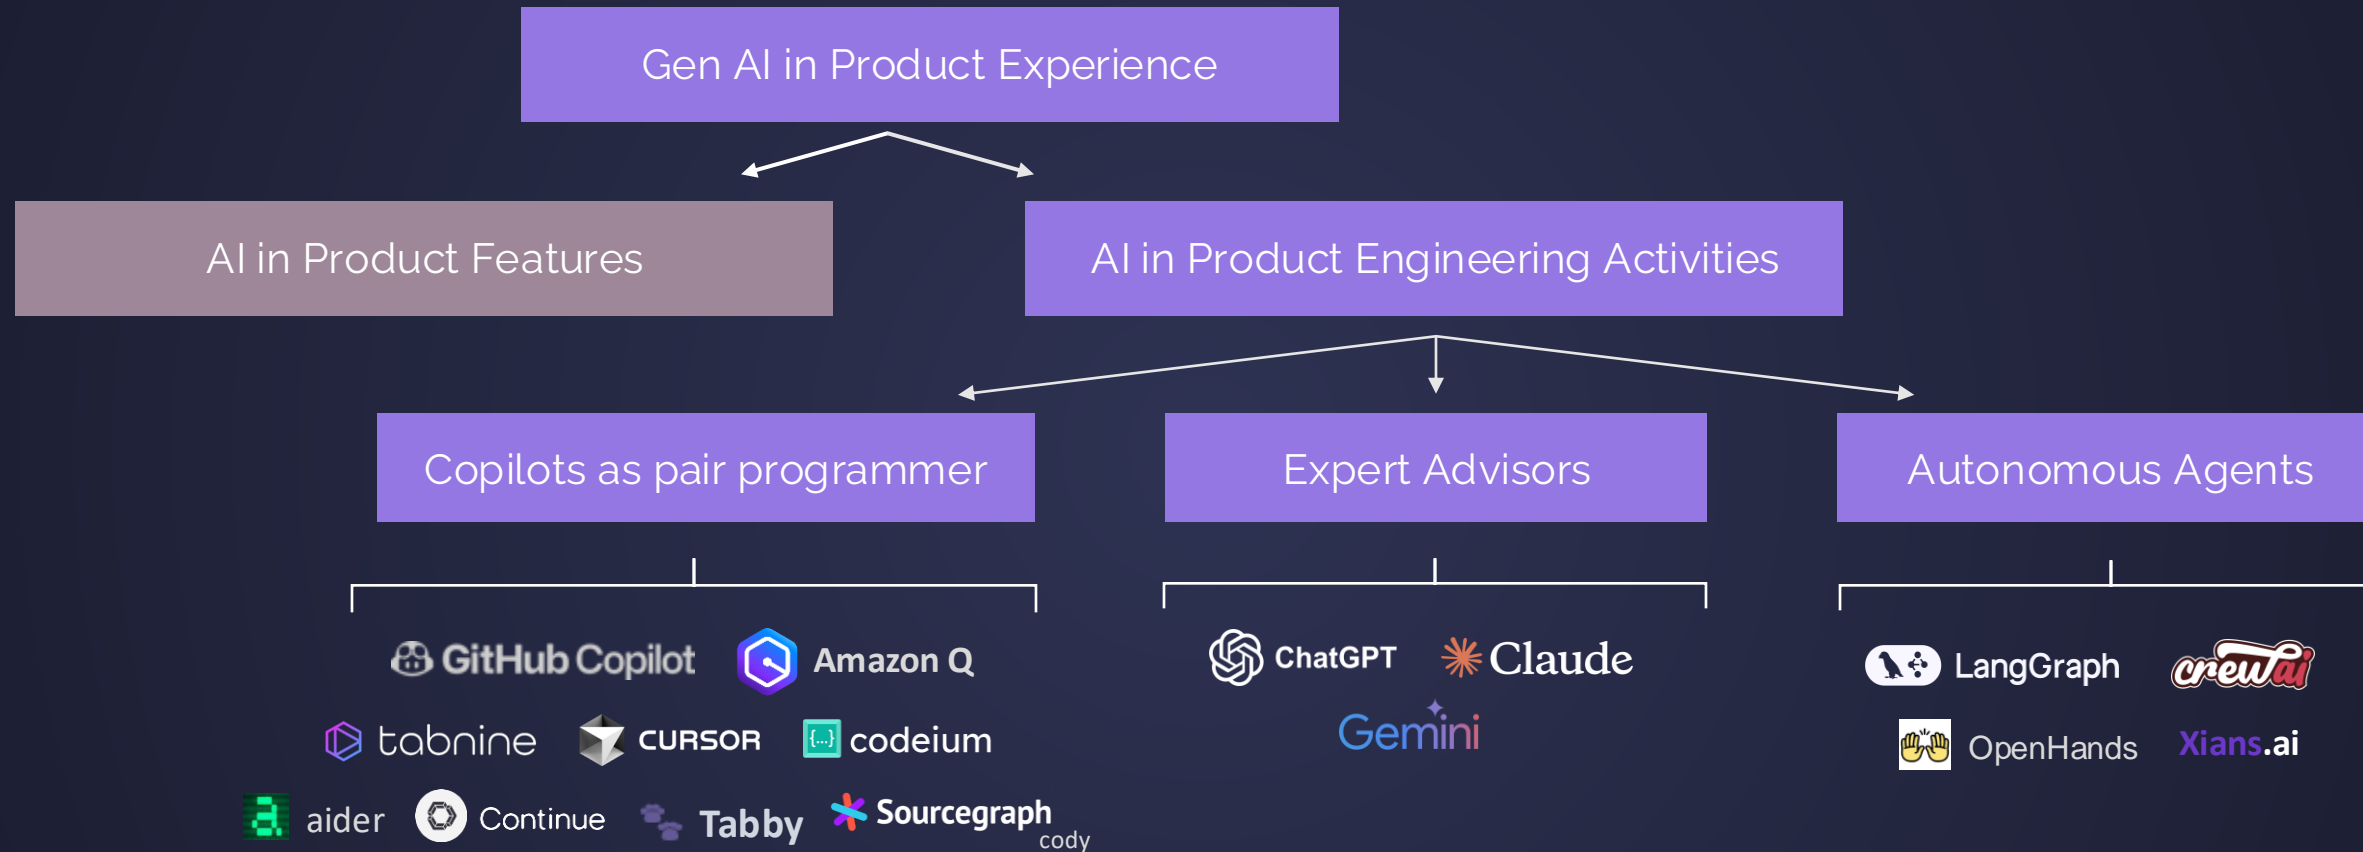 Gen AI in Product Experience
AI in Product Features
AI in Product Engineering Activities
Copilots as pair programmer
Expert Advisors
Autonomous Agents
GitHub Copilot
Amazon Q
tabnine
CURSOR
{...} codeium
a aider
Continue
Tabby
Sourcegraph
cody
ChatGPT
Claude
Gemini
LangGraph
crewai
OpenHands
Xians.ai